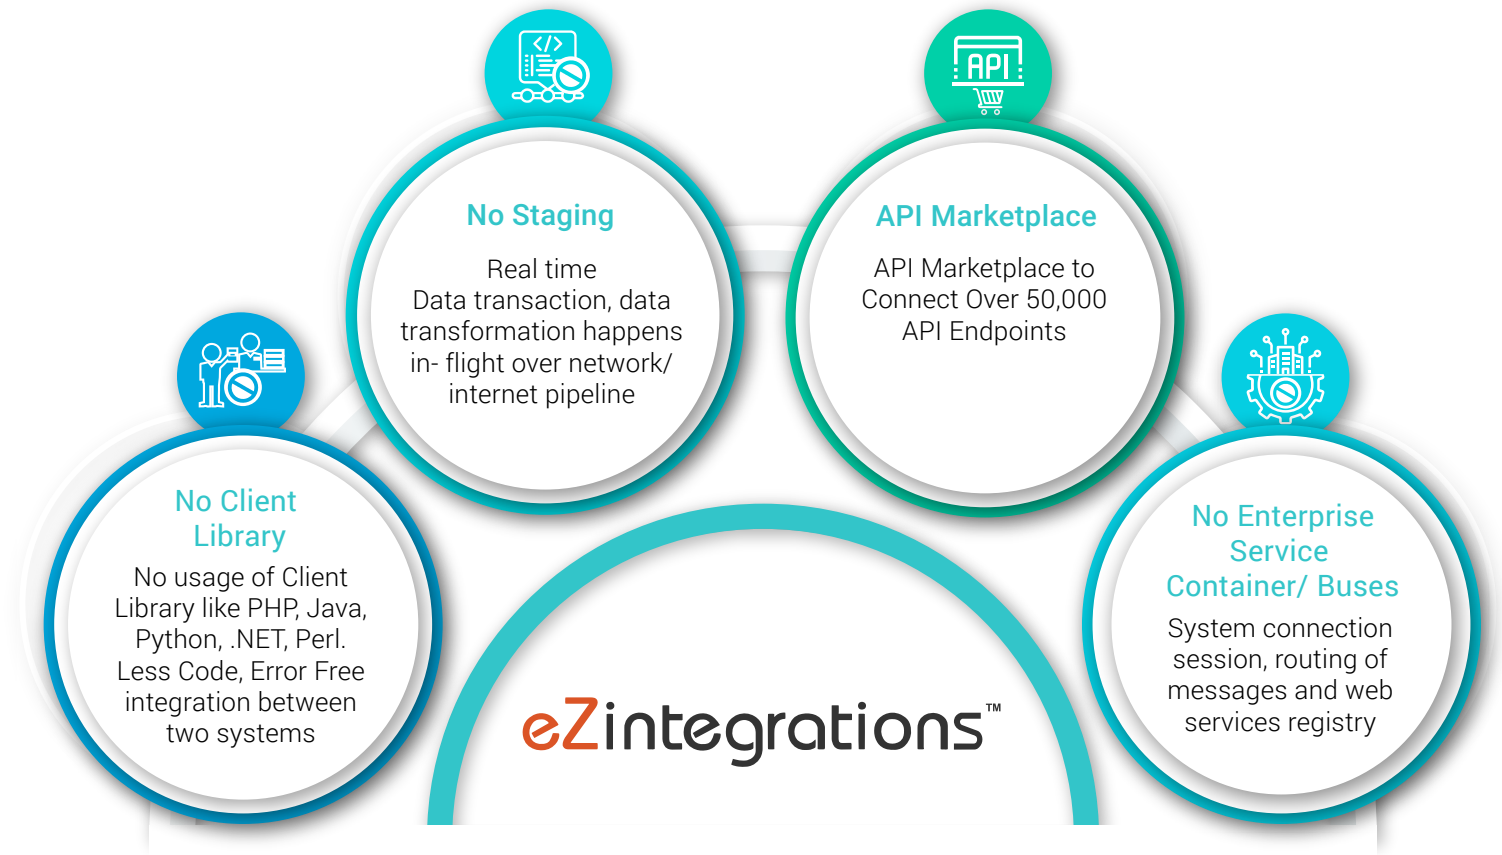 </>
API
No Staging
Real time
Data transaction, data
transformation happens
in- flight over network/
internet pipeline
API Marketplace
API Marketplace to
Connect Over 50,000
API Endpoints
No Client
Library
No usage of Client
Library like PHP, Java,
Python, .NET, Perl.
Less Code, Error Free
integration between
two systems
No Enterprise
Service
Container/ Buses
System connection
session, routing of
messages and web
services registry
eZintegrations™